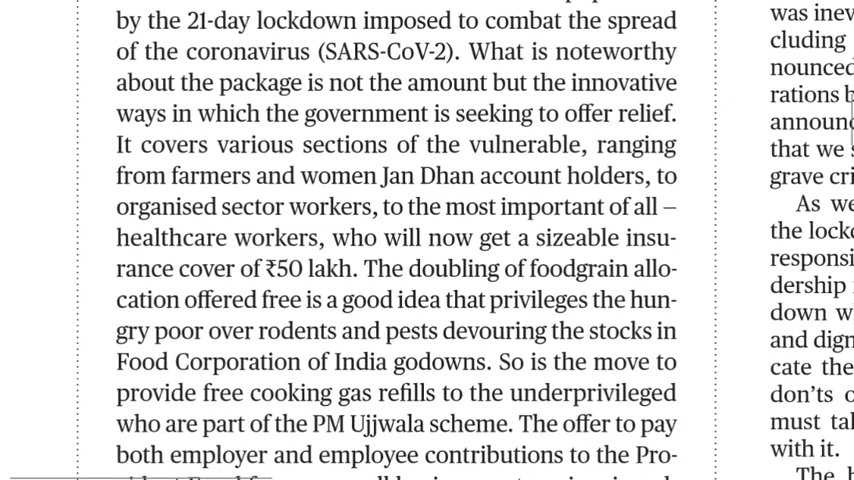 by the 21-day lockdown imposed to combat the spread
of the coronavirus (SARS-CoV-2). What is noteworthy
about the package is not the amount but the innovative
ways in which the government is seeking to offer relief.
It covers various sections of the vulnerable, ranging
from farmers and women Jan Dhan account holders, to
organised sector workers, to the most important of all –
healthcare workers, who will now get a sizeable insu-
rance cover of ₹50 lakh. The doubling of foodgrain allo-
cation offered free is a good idea that privileges the hun-
gry poor over rodents and pests devouring the stocks in
Food Corporation of India godowns. So is the move to
provide free cooking gas refills to the underprivileged
who are part of the PM Ujjwala scheme. The offer to pay
both employer and employee contributions to the Pro-
was inev
cluding
nounced
rations b
announc
that we s
grave cri
As we
the lockd
responsi
dership
down w
and dign
cate the
don'ts o
must tal
with it.
The